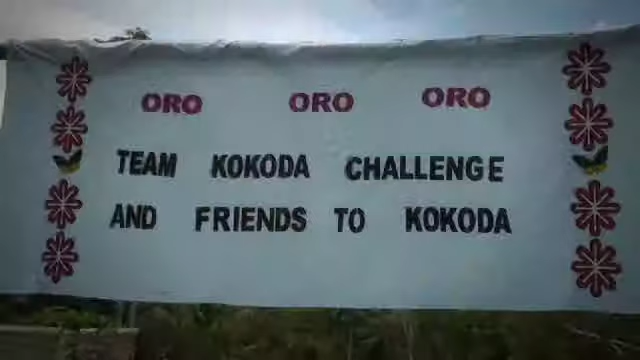 ORO ORO ORO
TEAM KOKODA CHALLENGE
AND FRIENDS TO KOKODA